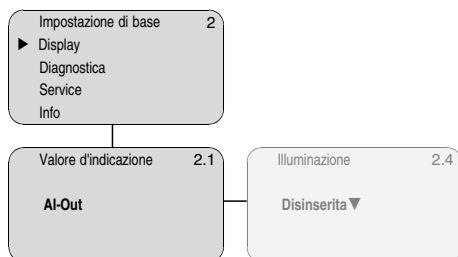 Impostazione di base 2
▶ Display
Diagnostica
Service
Info
Valore d'indicazione 2.1
AI-Out
Illuminazione 2.4
Disinserita▼